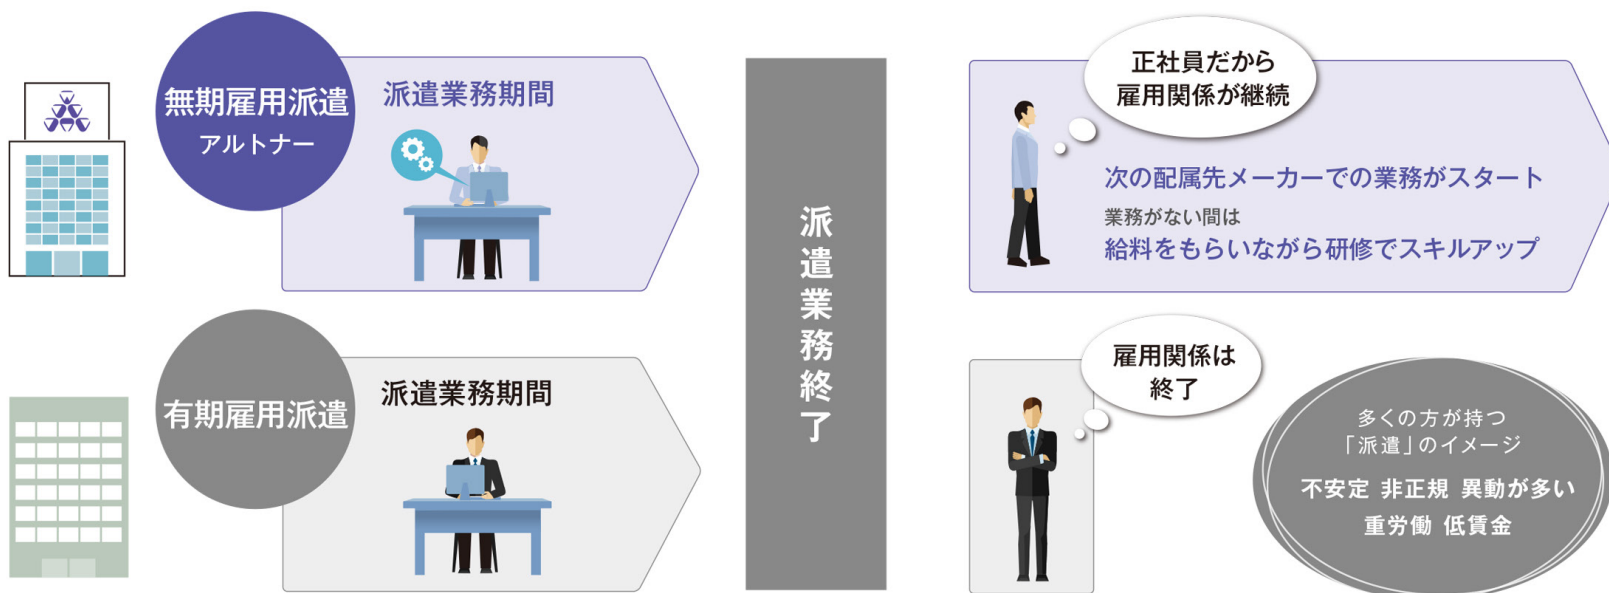 無期雇用派遣
アルトナー
派遣業務期間
派遣業務終了
正社員だから
雇用関係が継続
次の配属先メーカーでの業務がスタート
業務がない間は
給料をもらいながら研修でスキルアップ
有期雇用派遣
派遣業務期間
雇用関係は
終了
多くの方が持つ
「派遣」のイメージ
不安定 非正規 異動が多い
重労働 低賃金